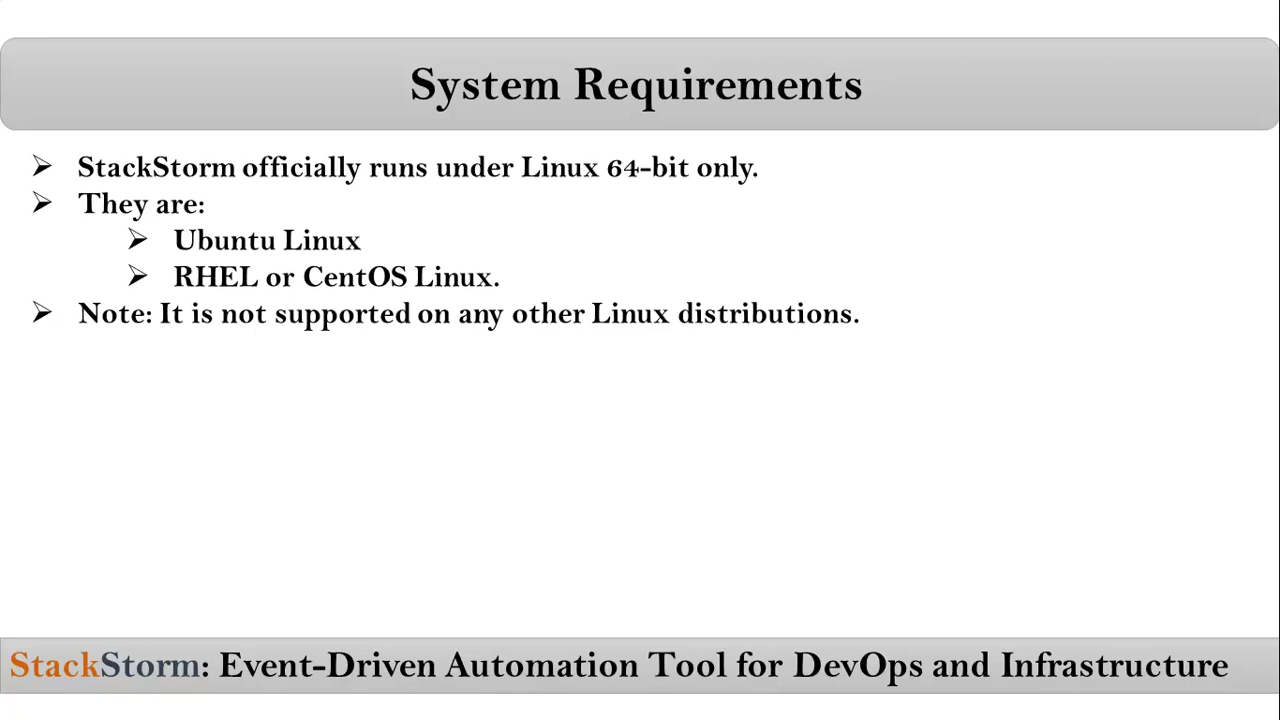 System Requirements
StackStorm officially runs under Linux 64-bit only.
They are:
Ubuntu Linux
RHEL or CentOS Linux.
Note: It is not supported on any other Linux distributions.
StackStorm: Event-Driven Automation Tool for DevOps and Infrastructure